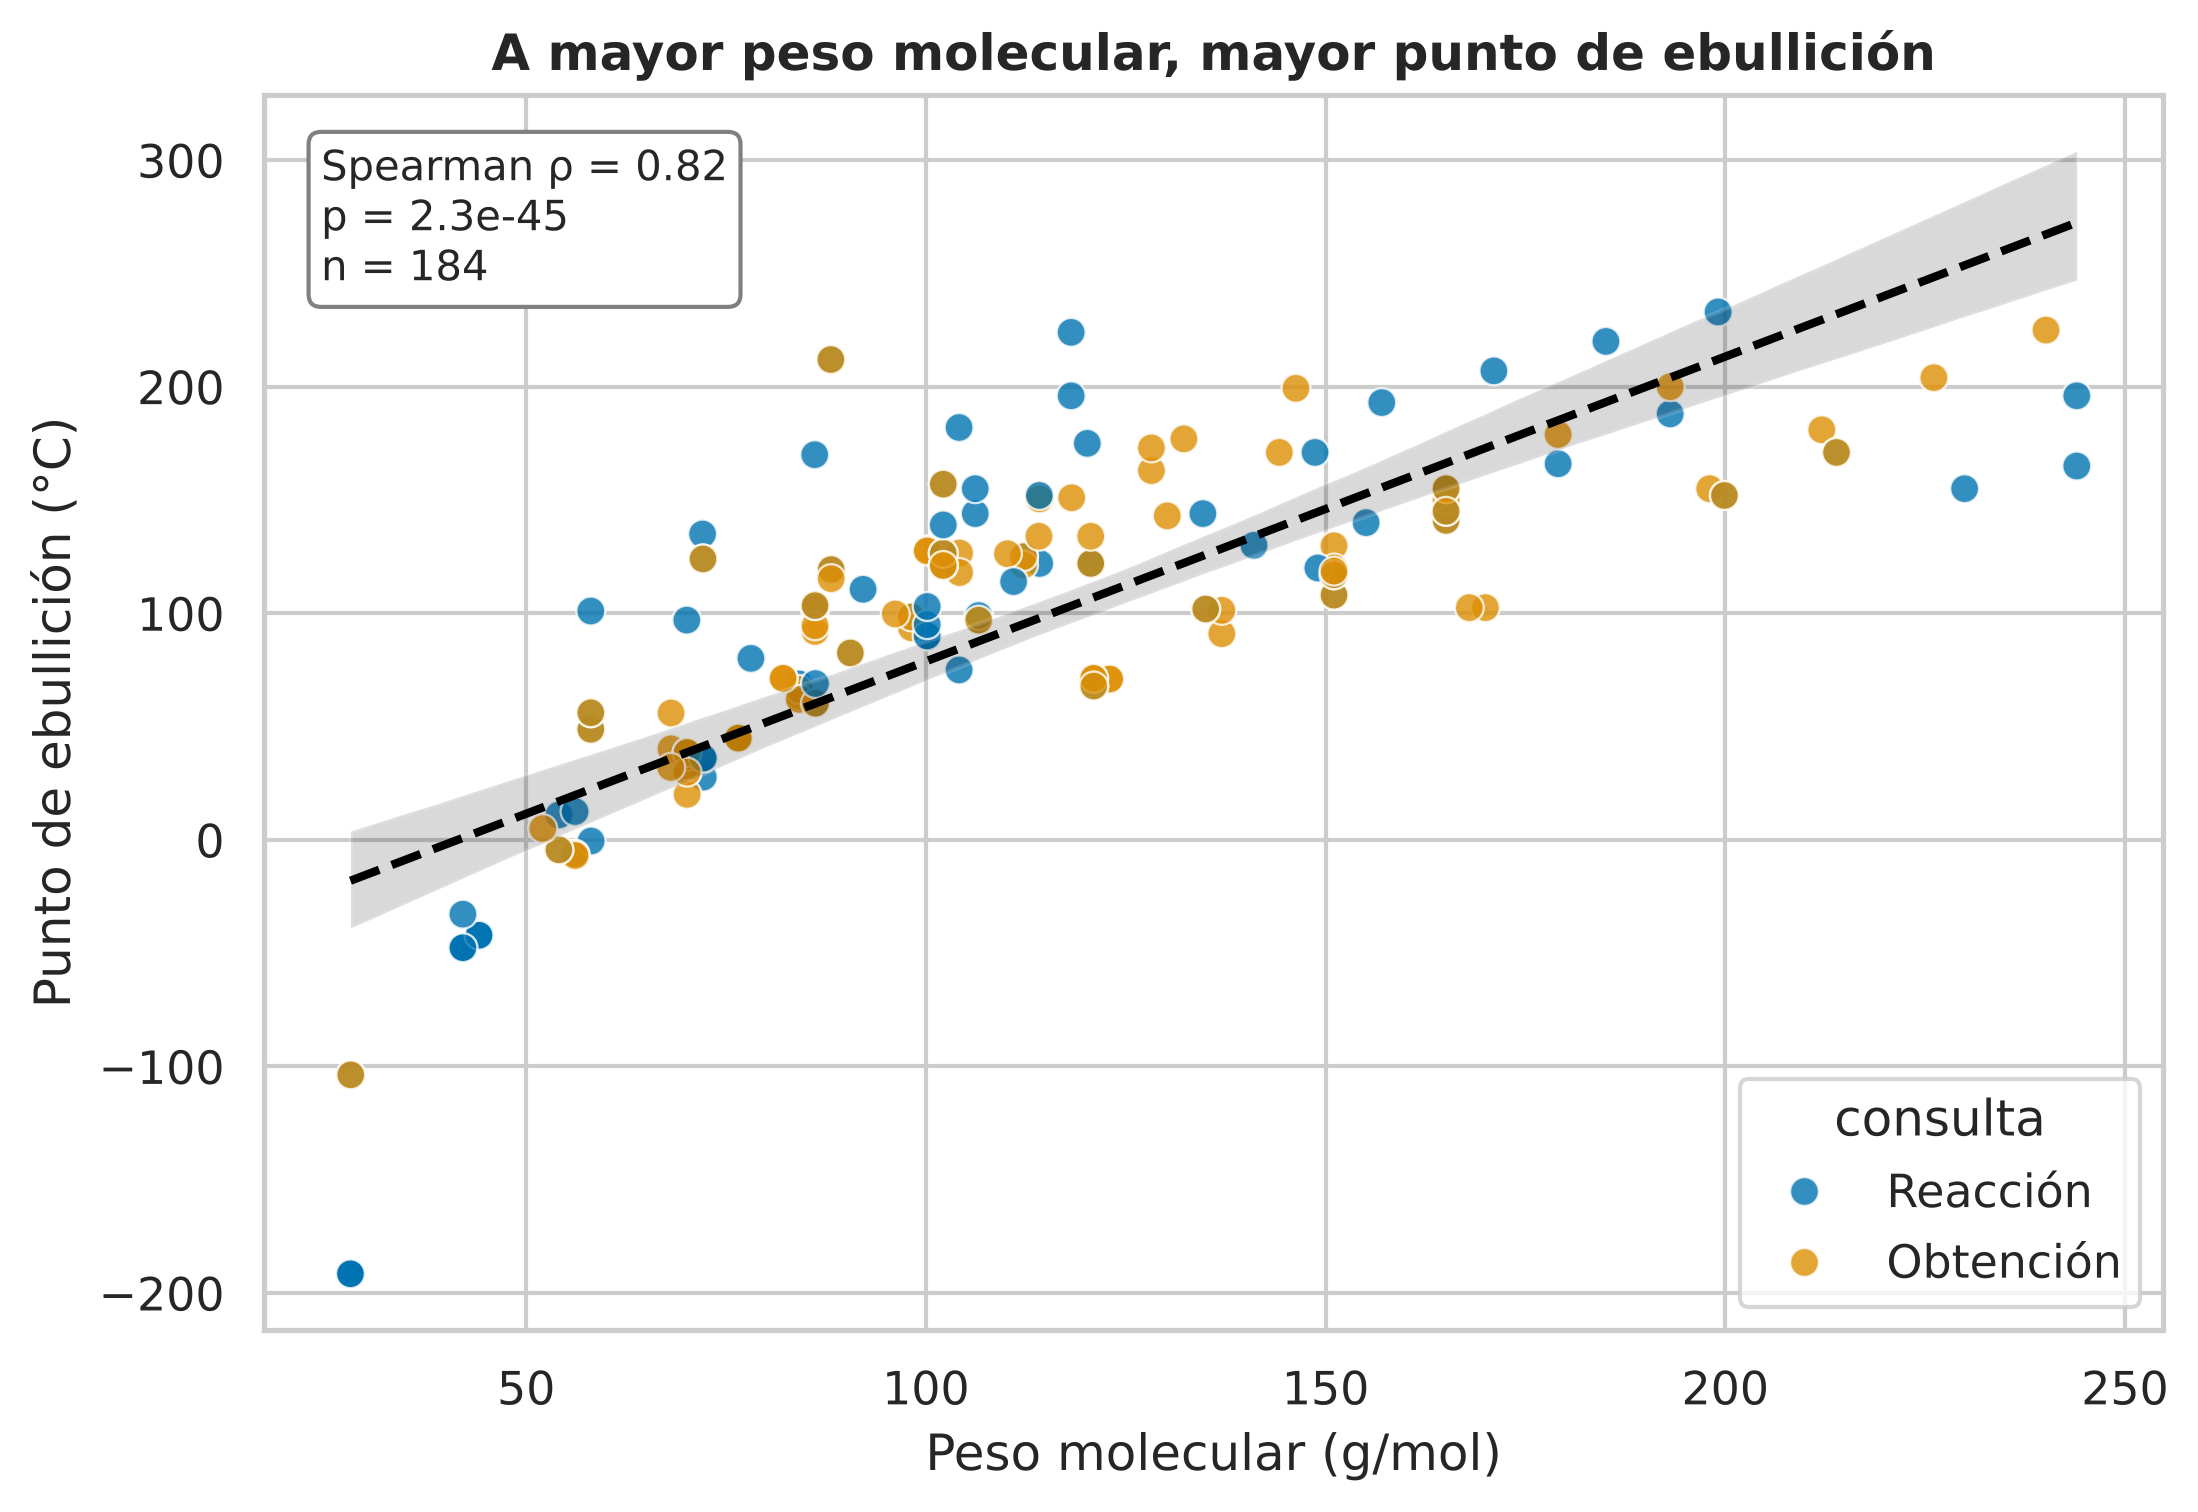 A mayor peso molecular, mayor punto de ebullición
Spearman ρ = 0.82
p = 2.3e-45
n = 184
Punto de ebullición (°C)
300
200
100
0
−100
−200
consulta
Reacción
Obtención
50
100
150
200
250
Peso molecular (g/mol)